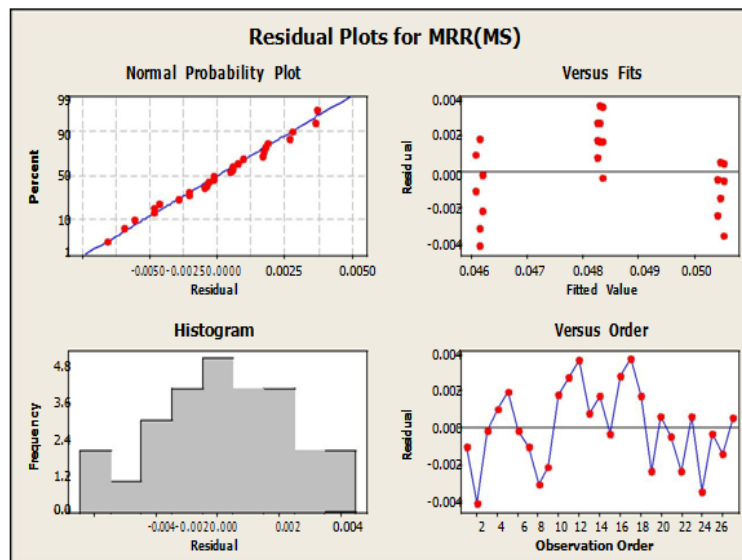 Residual Plots for MRR(MS)
Normal Probability Plot
99
90
50
10
1
Percent
-0.0050 -0.0025 0.0000 0.0025 0.0050
Residual
Versus Fits
0.004
0.002
0.000
-0.002
-0.004
Residual
0.046 0.047 0.048 0.049 0.050
Fitted Value
Histogram
4.8
3.6
2.4
1.2
0.0
Frequency
-0.004 -0.002 0.000 0.002 0.004
Residual
Versus Order
0.004
0.002
0.000
-0.002
-0.004
Residual
2 4 6 8 10 12 14 16 18 20 22 24 26
Observation Order